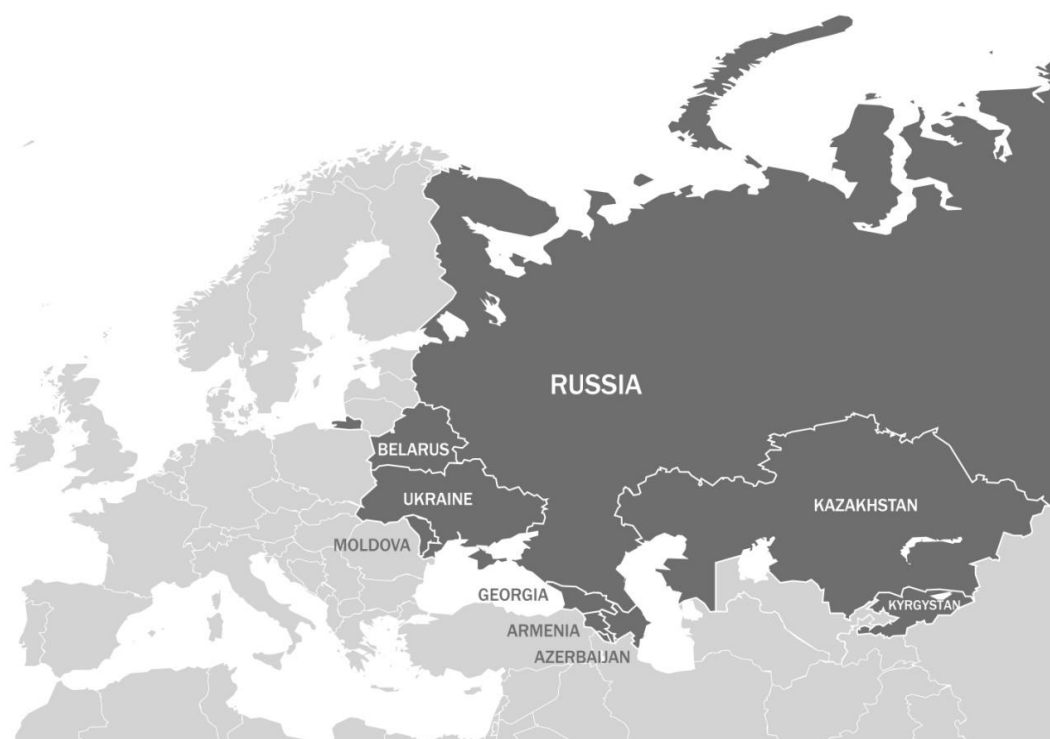 RUSSIA
BELARUS
UKRAINE
KAZAKHSTAN
MOLDOVA
GEORGIA
KYRGYSTAN
ARMENIA
AZERBAIJAN